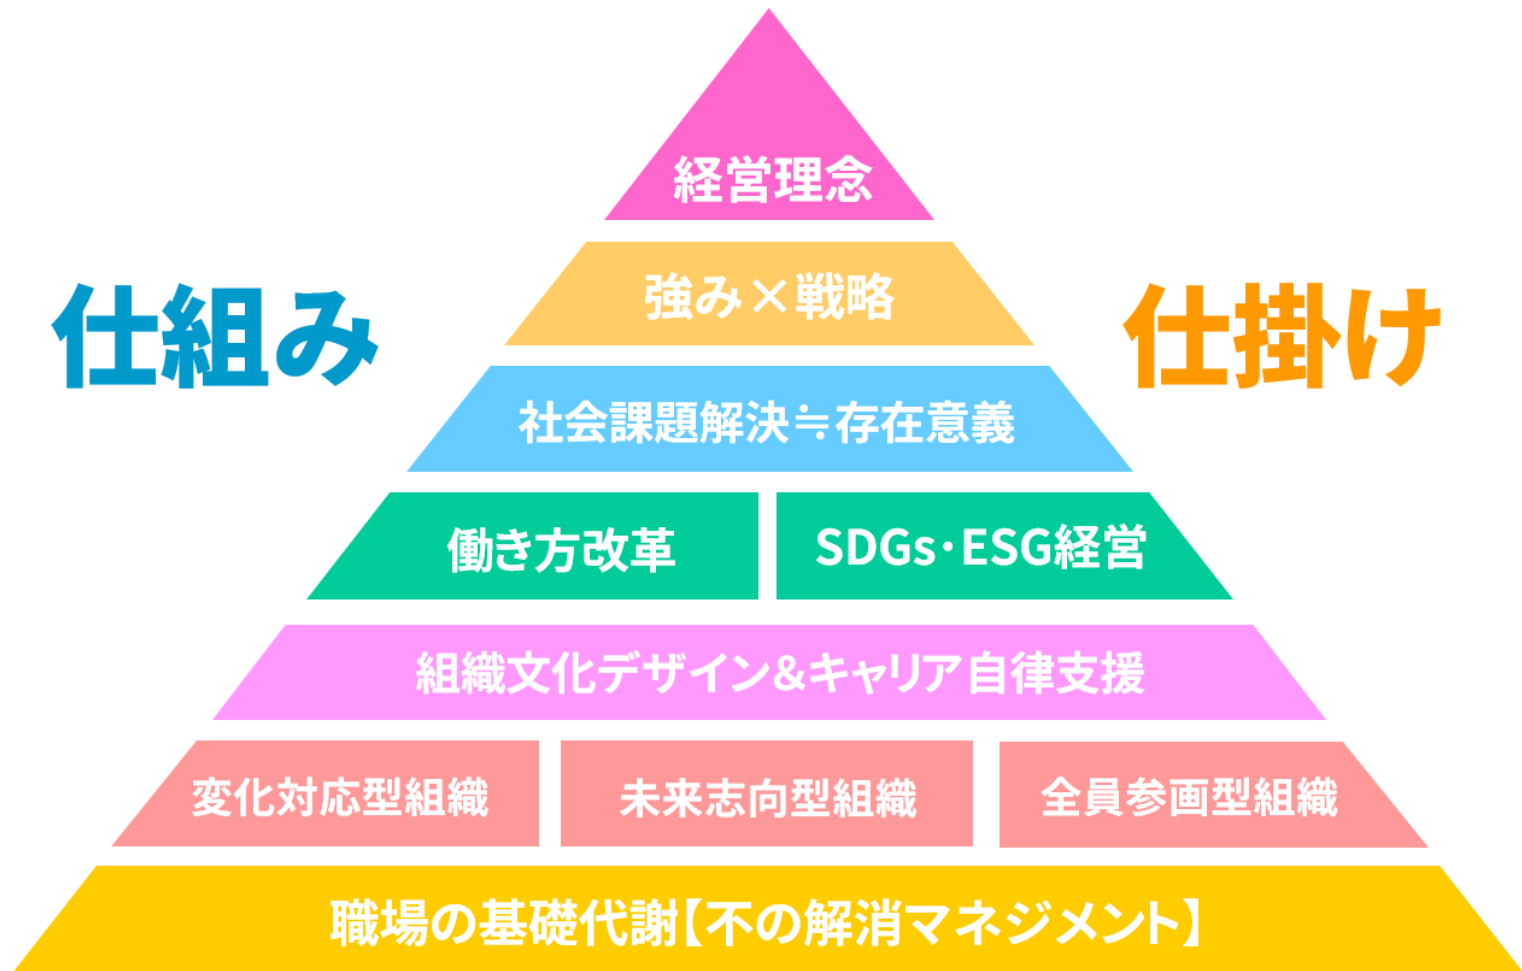 経営理念
強み×戦略
仕組み
仕掛け
社会課題解決≒存在意義
働き方改革
SDGs･ESG経営
組織文化デザイン&キャリア自律支援
変化対応型組織
未来志向型組織
全員参画型組織
職場の基礎代謝【不の解消マネジメント】